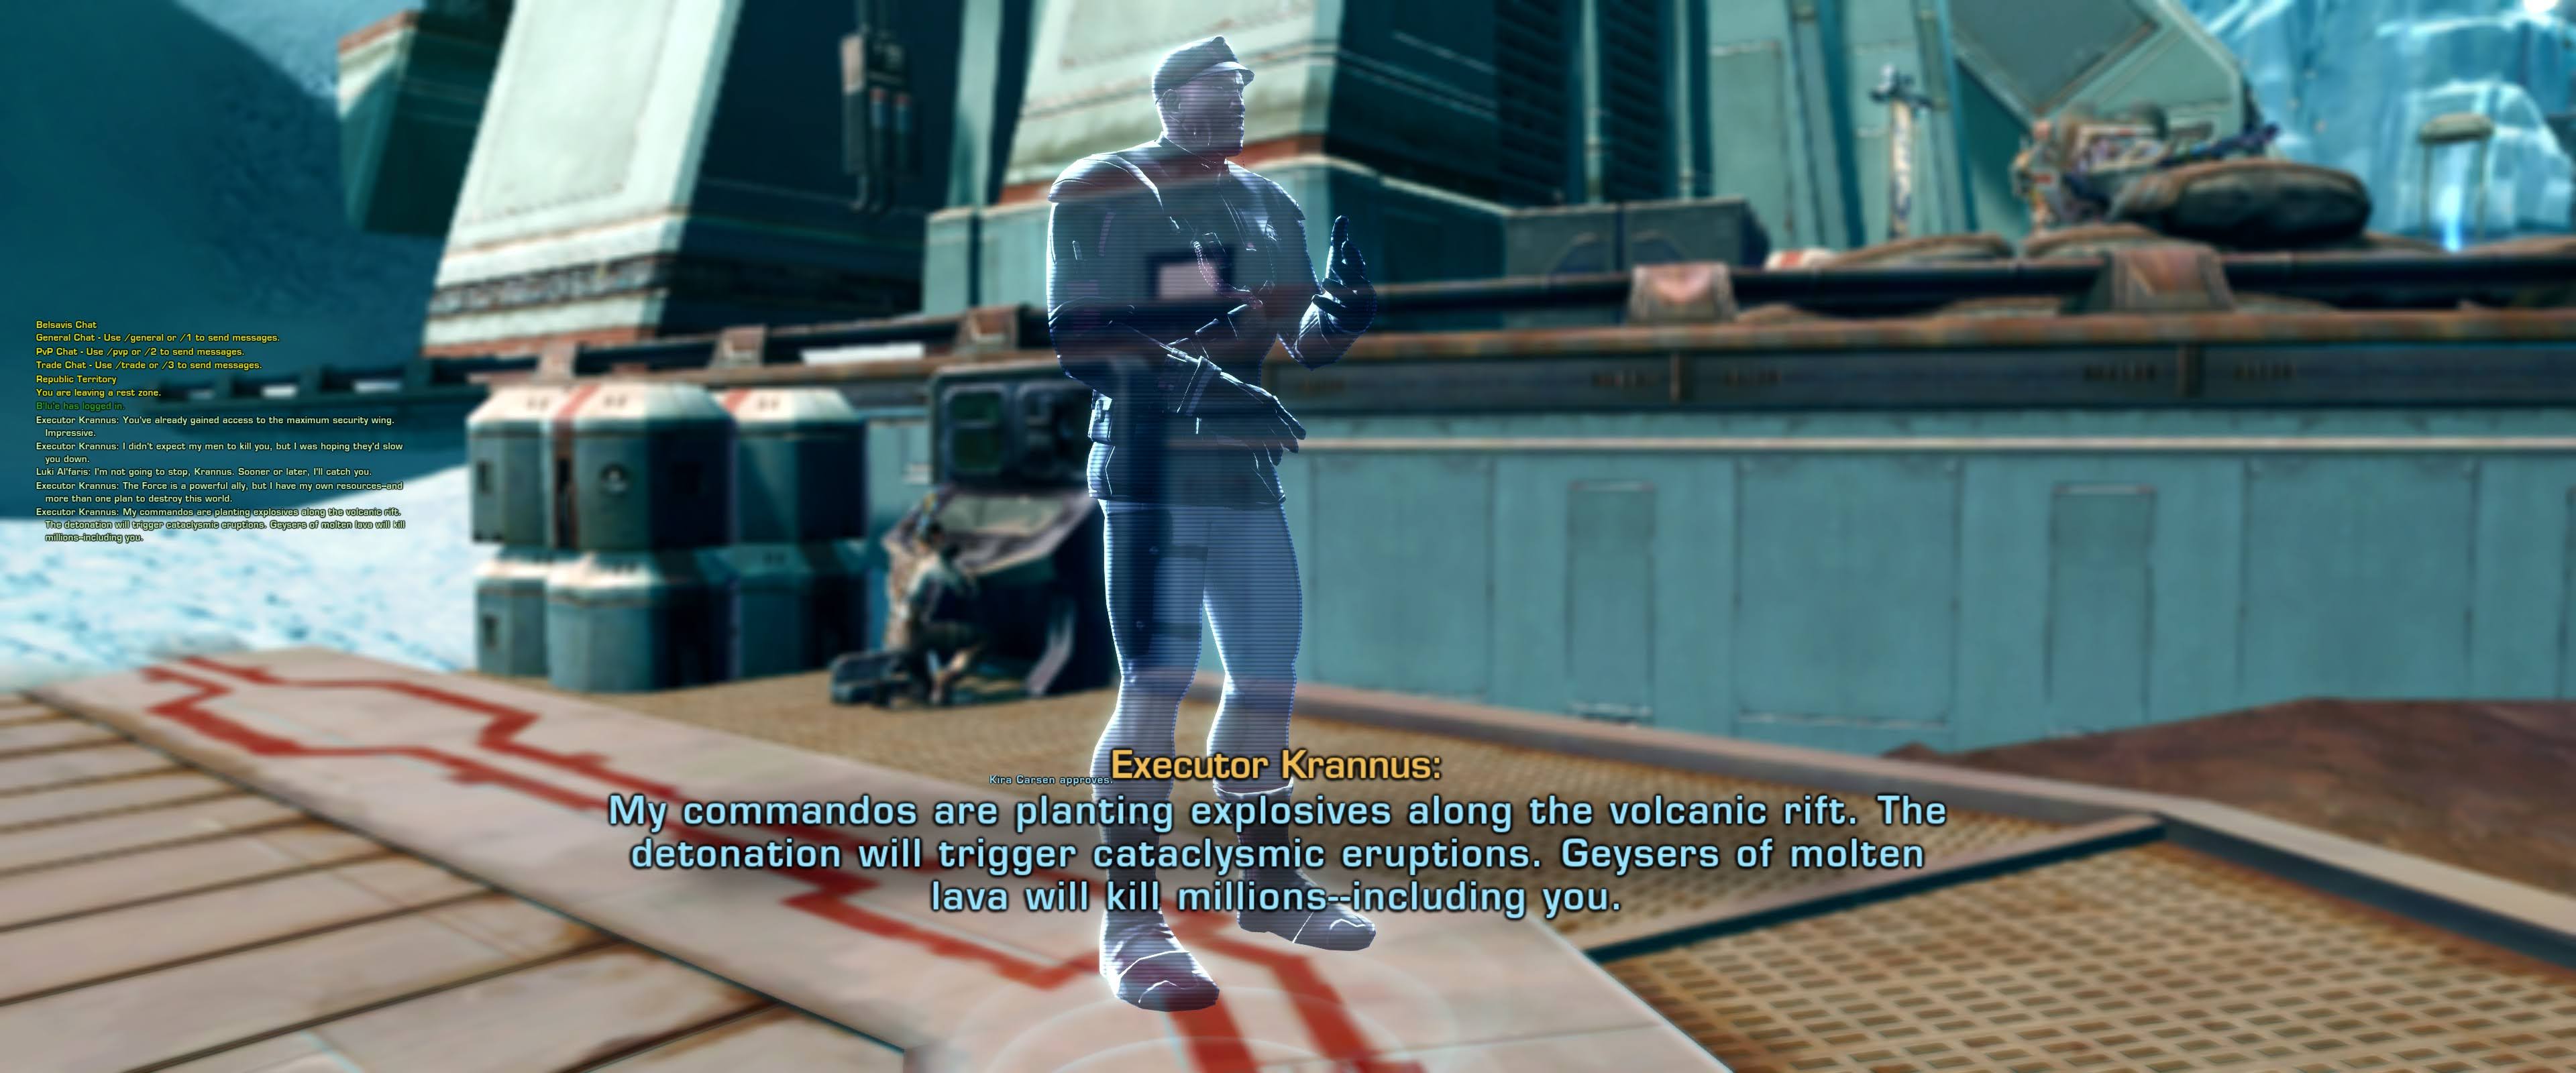 Belsavis Chat
General Chat - Use /general or /1 to send messages.
PvP Chat - Use /pvp or /2 to send messages.
Trade Chat - Use /trade or /3 to send messages.
Republic Territory
You are leaving a rest zone.
has logged in.
Executor Krannus: You've already gained access to the maximum security wing.
Impressive.
Executor Krannus: I didn't expect my men to kill you, but I was hoping they'd slow
you down.
Luki Al'faris: I'm not going to stop, Krannus. Sooner or later, I'll catch you.
Executor Krannus: The Force is a powerful ally, but I have my own resources--and
more than one plan to destroy this world.
Executor Krannus: My commandos are planting explosives along the volcanic rift.
The detonation will trigger cataclysmic eruptions. Geysers of molten lava will kill
millions--including you.
Kira Carsen approves.
Executor Krannus:
My commandos are planting explosives along the volcanic rift. The
detonation will trigger cataclysmic eruptions. Geysers of molten
lava will kill millions--including you.